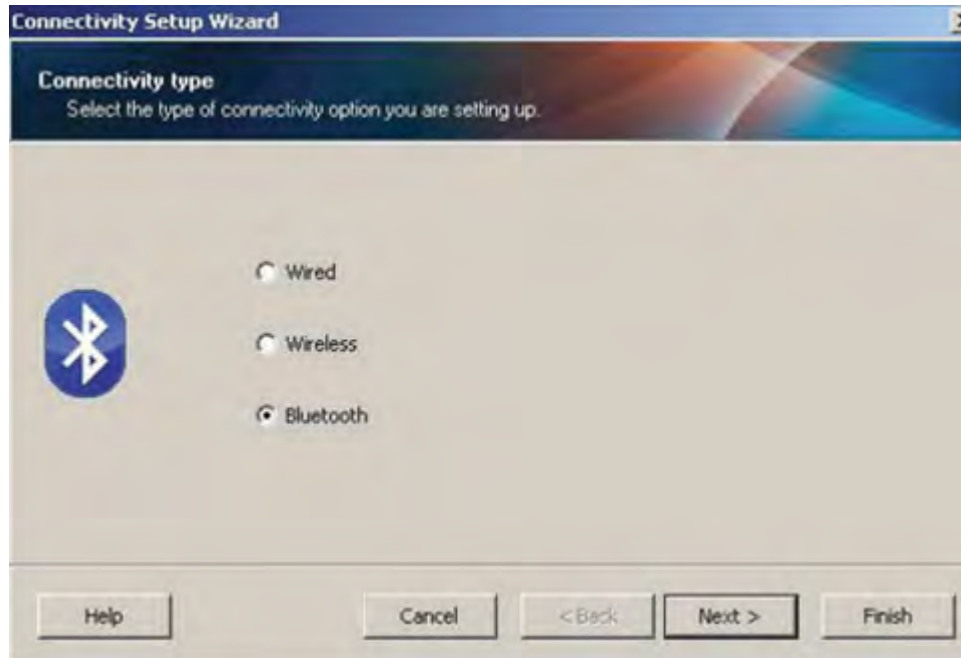 Connectivity Setup Wizard
Connectivity type
Select the type of connectivity option you are setting up.
Wired
Wireless
Bluetooth
Help Cancel < Back Next > Finish